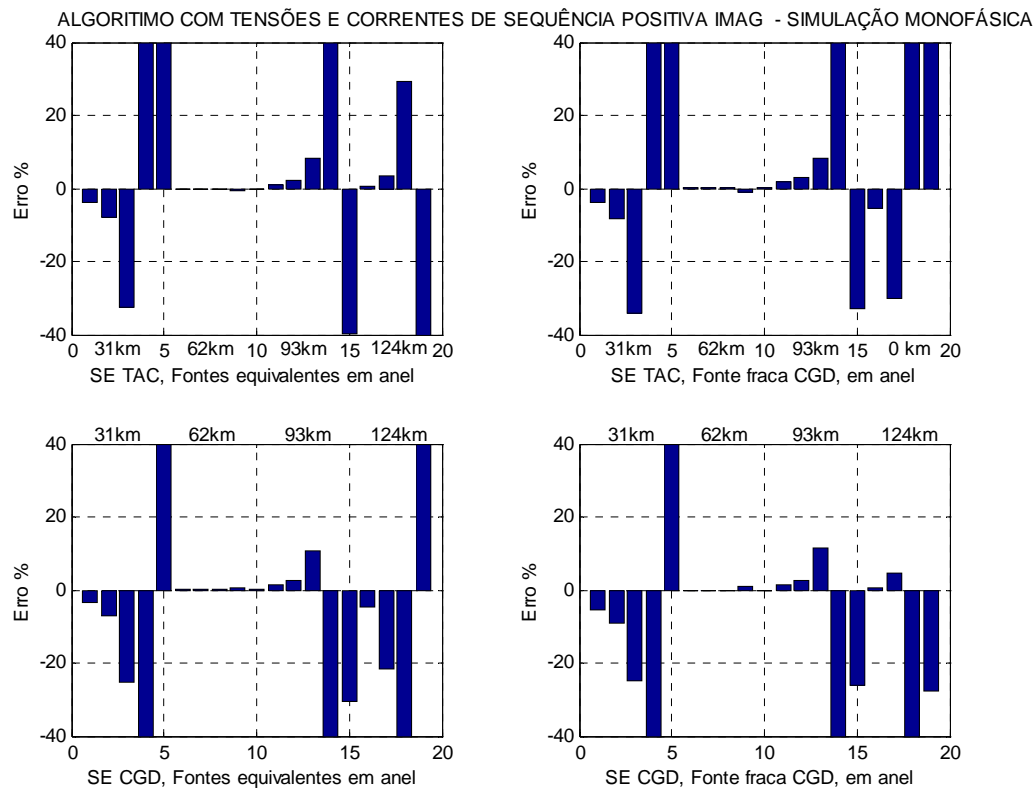 ALGORITIMO COM TENSÕES E CORRENTES DE SEQUÊNCIA POSITIVA IMAG - SIMULAÇÃO MONOFÁSICA
40
20
0
-20
-40
Erro %
0 31km 5 62km 10 93km 15 124km 20
SE TAC, Fontes equivalentes em anel
40
20
0
-20
-40
Erro %
0 31km 5 62km 10 93km 15 0 km 20
SE TAC, Fonte fraca CGD, em anel
31km 62km 93km 124km
40
20
0
-20
-40
Erro %
0 5 10 15 20
SE CGD, Fontes equivalentes em anel
31km 62km 93km 124km
40
20
0
-20
-40
Erro %
0 5 10 15 20
SE CGD, Fonte fraca CGD, em anel